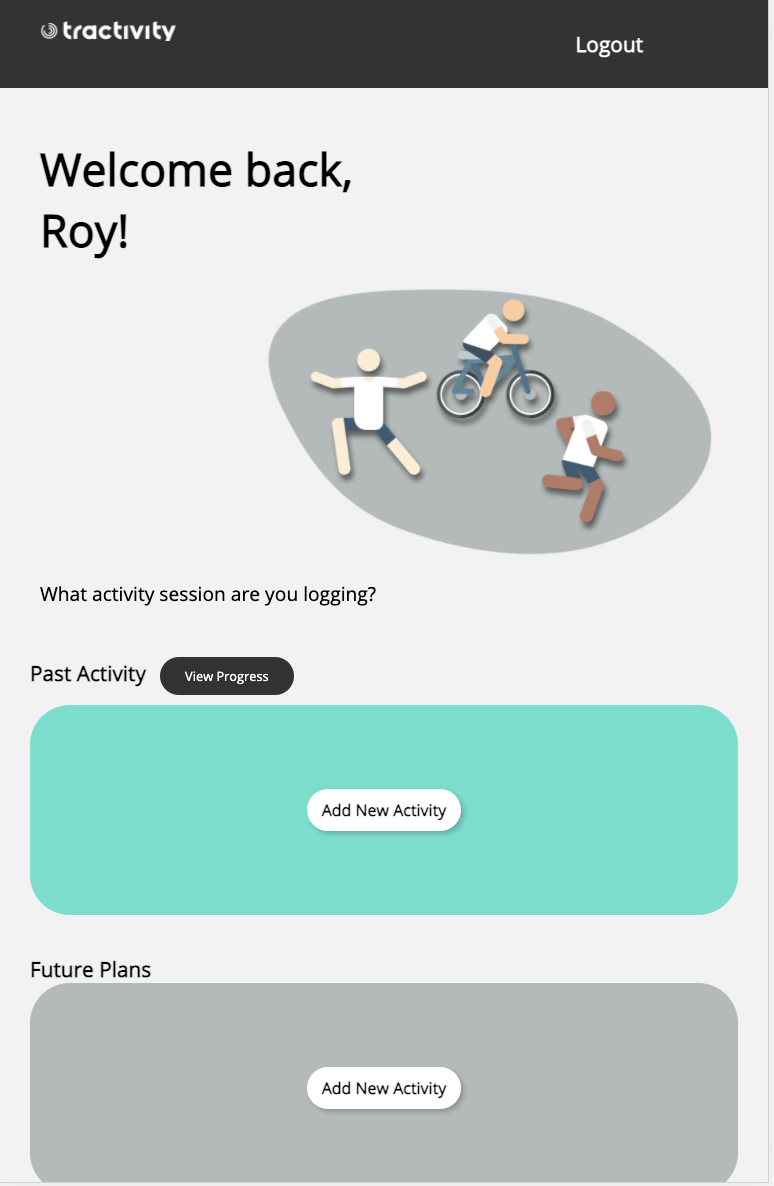 tractivity
Logout
Welcome back,
Roy!
What activity session are you logging?
Past Activity
View Progress
Add New Activity
Future Plans
Add New Activity